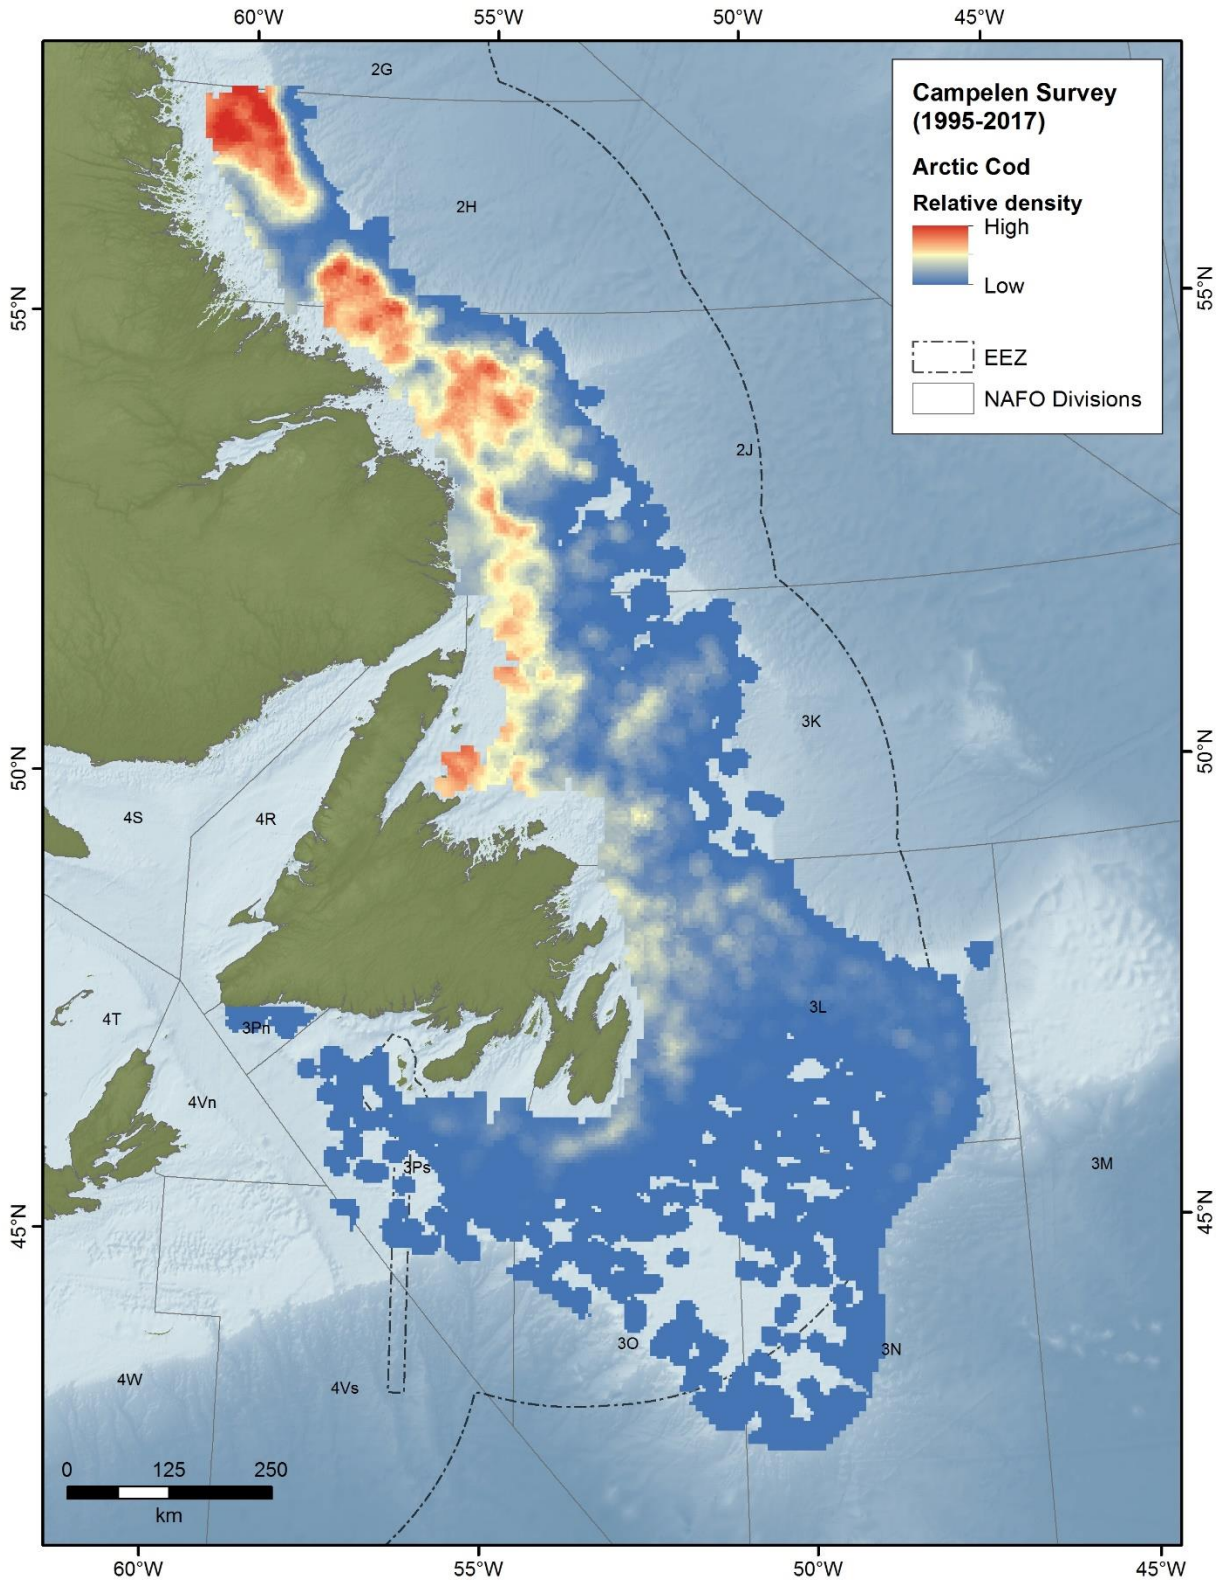 60°W
55°W
50°W
45°W
2G
Campelen Survey
(1995-2017)
Arctic Cod
Relative density
High
Low
EEZ
NAFO Divisions
2H
55°N
55°N
2J
3K
50°N
50°N
4S
4R
3L
4T
3Pn
4Vn
3Ps
3M
45°N
45°N
3O
3N
4W
4Vs
0
125
250
km
60°W
55°W
50°W
45°W